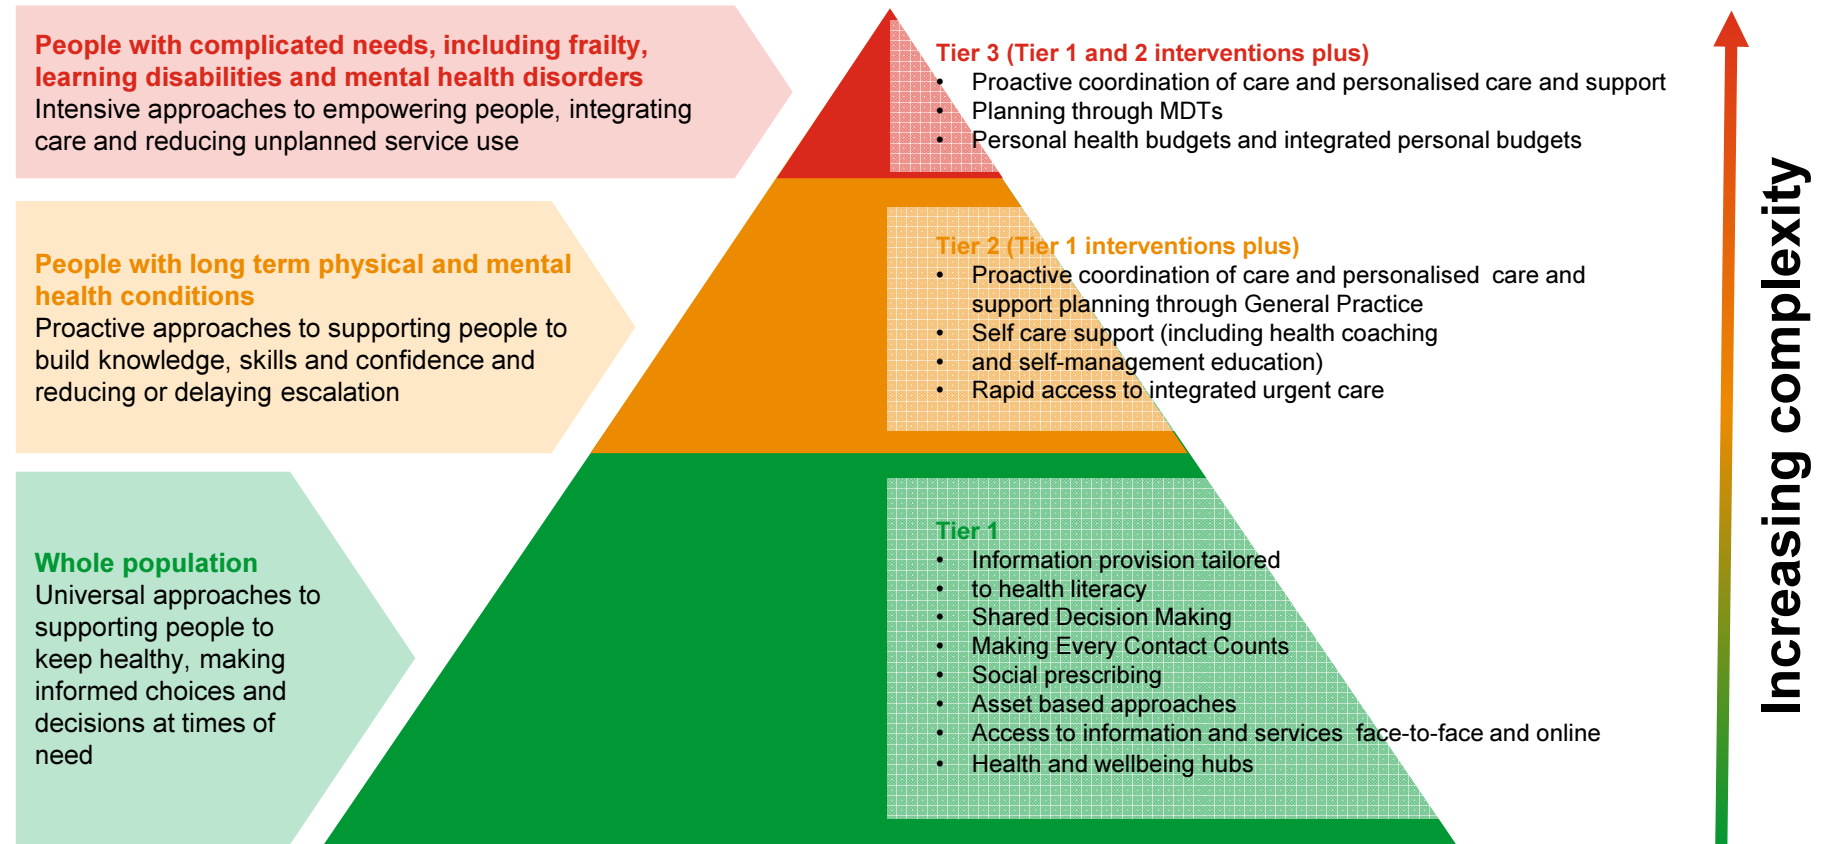 People with complicated needs, including frailty,
learning disabilities and mental health disorders
Intensive approaches to empowering people, integrating
care and reducing unplanned service use
Tier 3 (Tier 1 and 2 interventions plus)
• Proactive coordination of care and personalised care and support
• Planning through MDTs
• Personal health budgets and integrated personal budgets
People with long term physical and mental
health conditions
Proactive approaches to supporting people to
build knowledge, skills and confidence and
reducing or delaying escalation
Tier 2 (Tier 1 interventions plus)
• Proactive coordination of care and personalised care and
support planning through General Practice
• Self care support (including health coaching
• and self-management education)
• Rapid access to integrated urgent care
Whole population
Universal approaches to
supporting people to
keep healthy, making
informed choices and
decisions at times of
need
Tier 1
• Information provision tailored
• to health literacy
• Shared Decision Making
• Making Every Contact Counts
• Social prescribing
• Asset based approaches
• Access to information and services face-to-face and online
• Health and wellbeing hubs
Increasing complexity